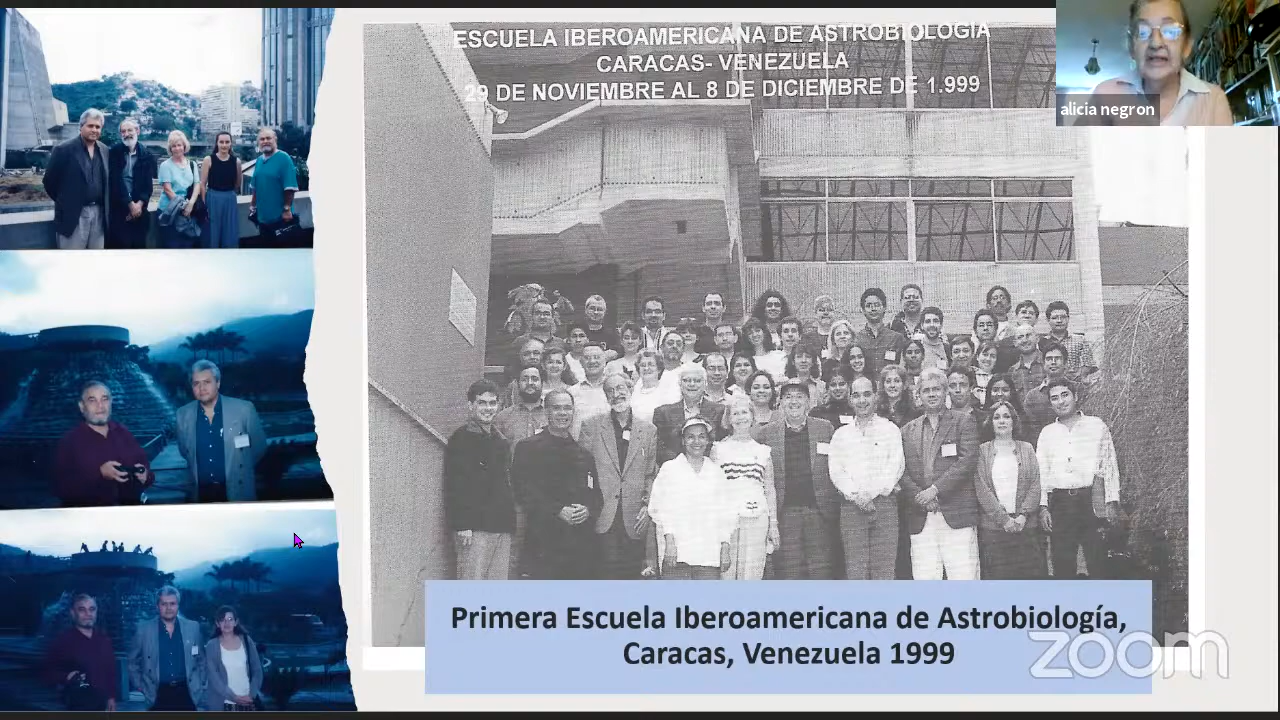 ESCUELA IBEROAMERICANA DE ASTROBIOLOGIA
CARACAS- VENEZUELA
29 DE NOVIEMBRE AL 8 DE DICIEMBRE DE 1.999
alicia negron
Primera Escuela Iberoamericana de Astrobiología,
Caracas, Venezuela 1999
zoom